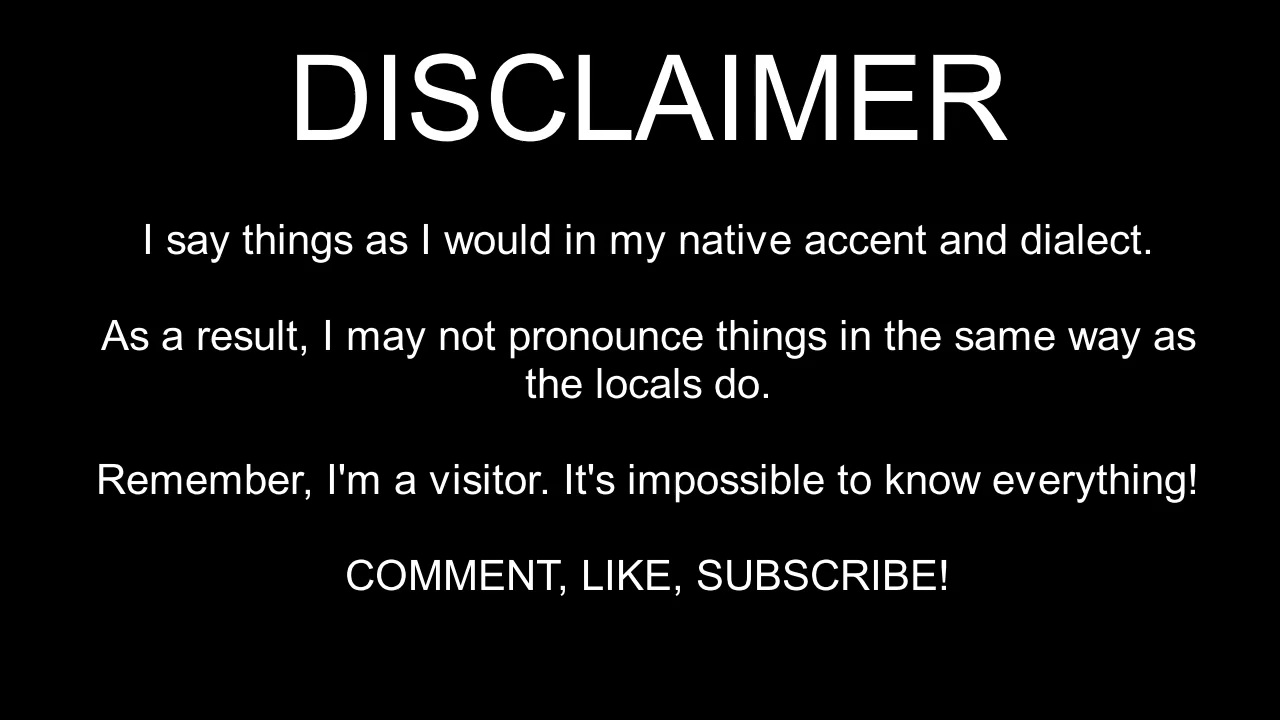 DISCLAIMER
I say things as I would in my native accent and dialect.
As a result, I may not pronounce things in the same way as
the locals do.
Remember, I'm a visitor. It's impossible to know everything!
COMMENT, LIKE, SUBSCRIBE!